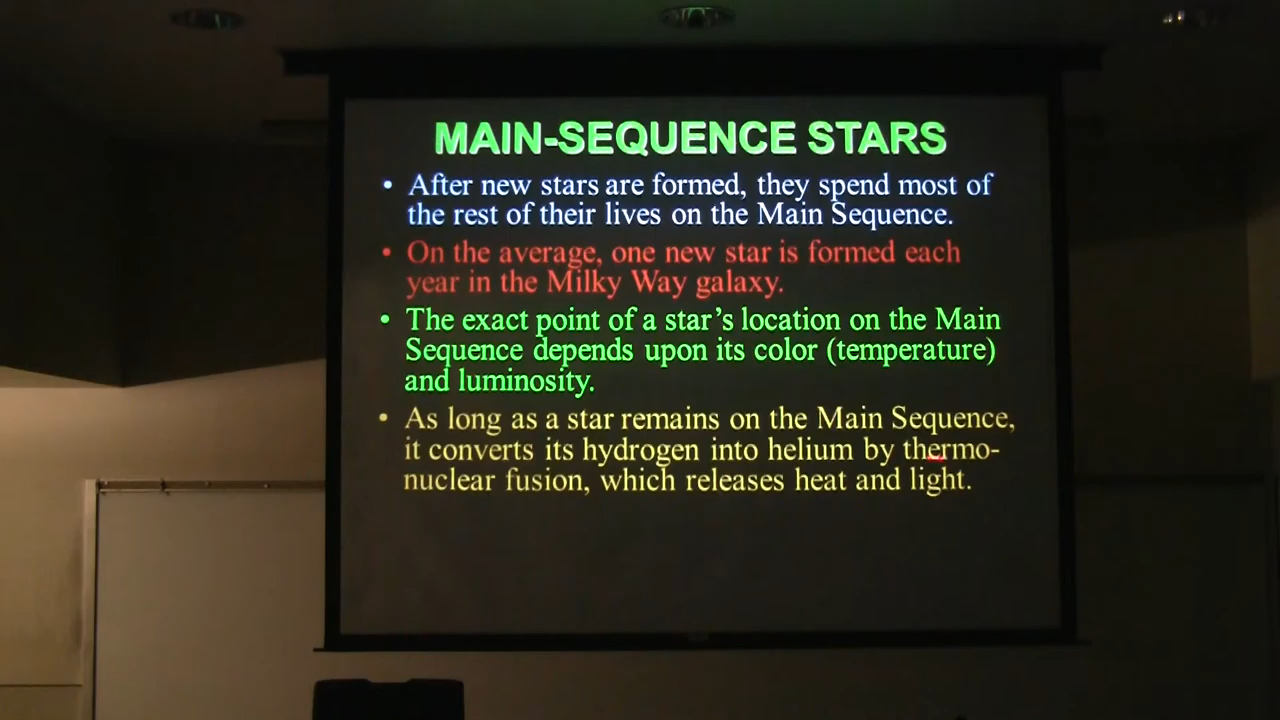 MAIN-SEQUENCE STARS
• After new stars are formed, they spend most of
the rest of their lives on the Main Sequence.
• On the average, one new star is formed each
year in the Milky Way galaxy.
• The exact point of a star's location on the Main
Sequence depends upon its color (temperature)
and luminosity.
• As long as a star remains on the Main Sequence,
it converts its hydrogen into helium by thermo-
nuclear fusion, which releases heat and light.